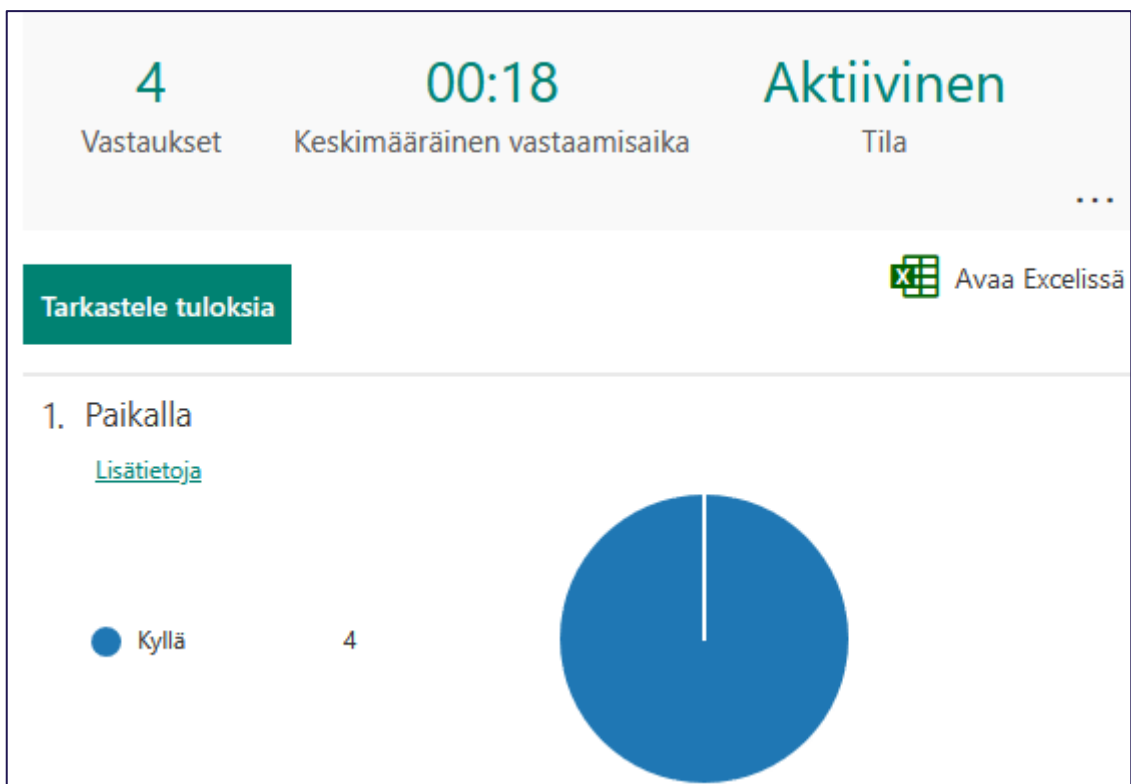 4 00:18 Aktiivinen
Vastaukset Keskimääräinen vastaamisaika Tila
...
Avaa Excelissä
Tarkastele tuloksia
1. Paikalla
Lisätietoja
Kyllä 4